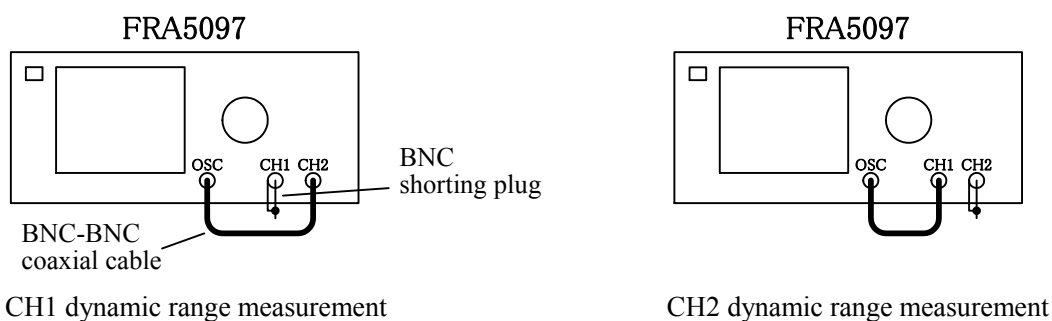 FRA5097
OSC CH1 CH2
BNC
shorting plug
BNC-BNC
coaxial cable
CH1 dynamic range measurement
FRA5097
OSC CH1 CH2
CH2 dynamic range measurement